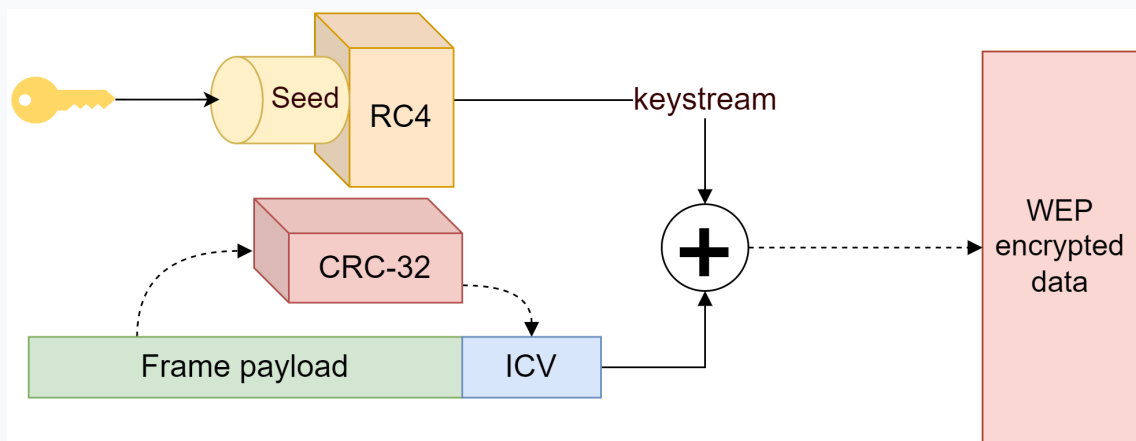 Seed
RC4
keystream
CRC-32
WEP
encrypted
data
Frame payload
ICV